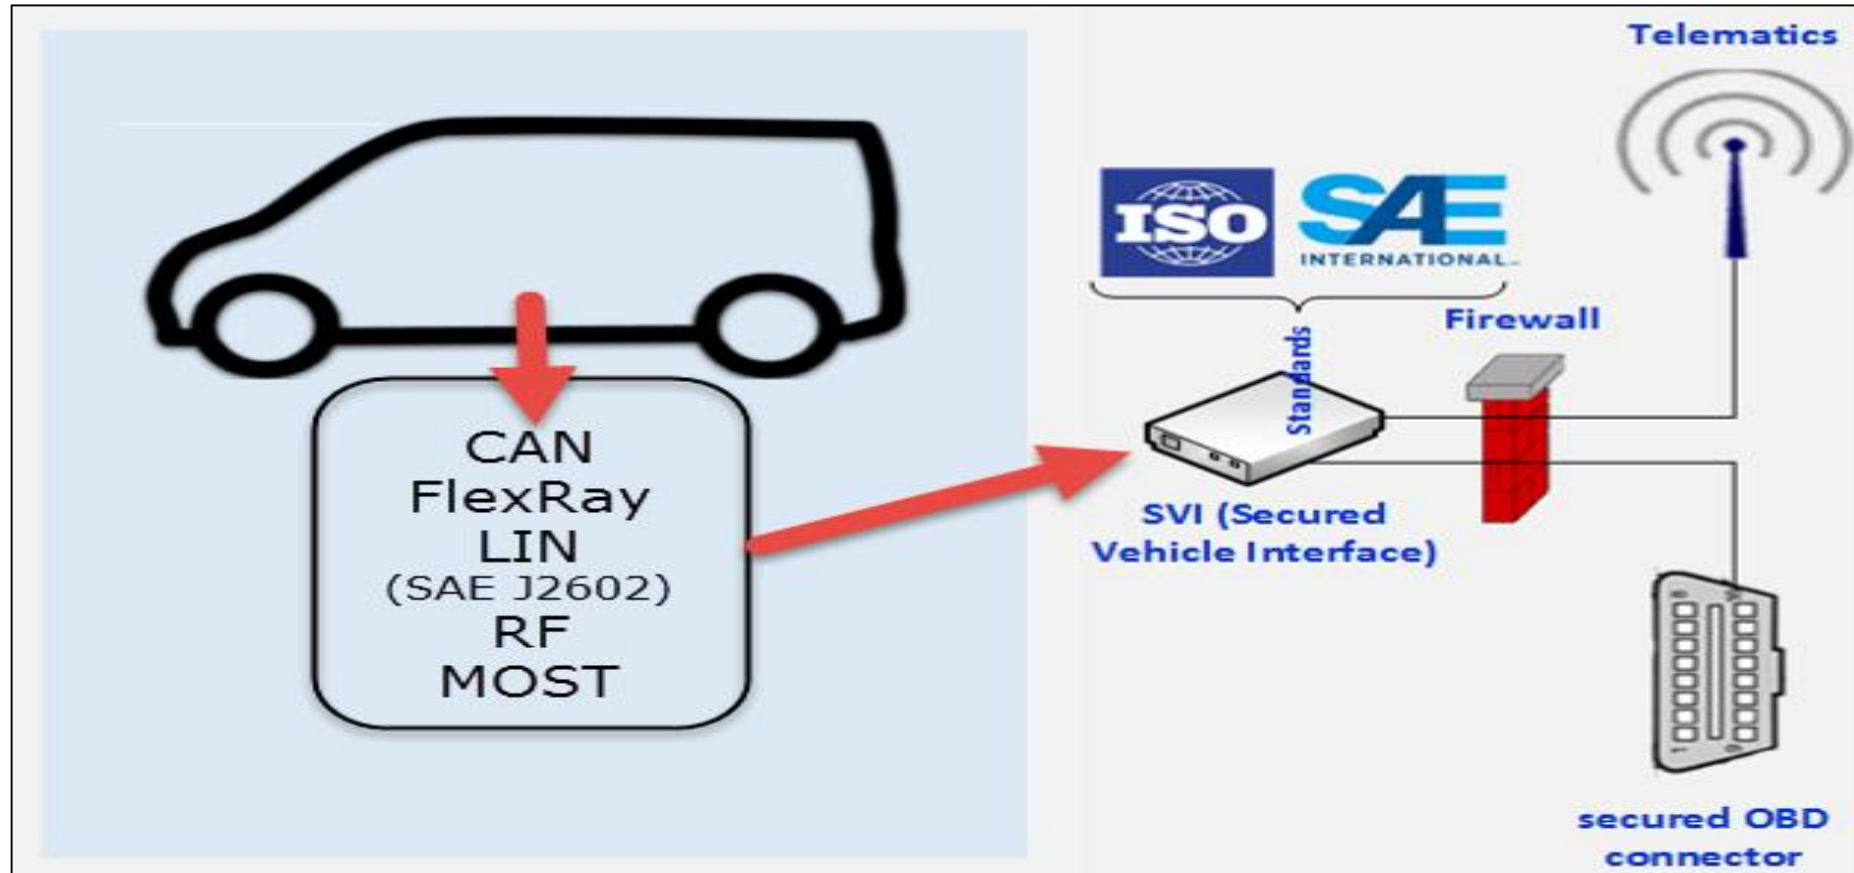 Telematics
ISO
SAE
INTERNATIONAL
Standards
Firewall
CAN
FlexRay
LIN
(SAE J2602)
RF
MOST
SVI (Secured
Vehicle Interface)
secured OBD
connector